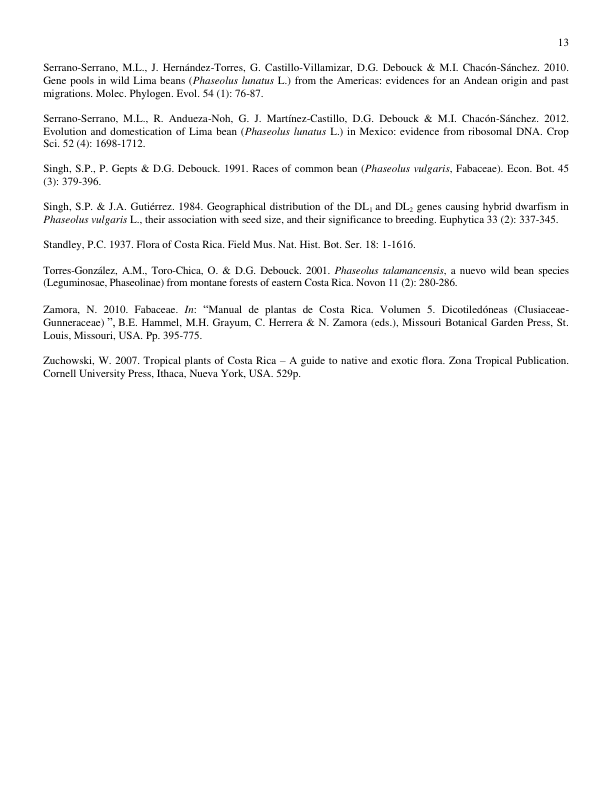 13
Serrano-Serrano, M.L., J. Hernández-Torres, G. Castillo-Villamizar, D.G. Debouck & M.I. Chacón-Sánchez. 2010.
Gene pools in wild Lima beans (Phaseolus lunatus L.) from the Americas: evidences for an Andean origin and past
migrations. Molec. Phylogen. Evol. 54 (1): 76-87.
Serrano-Serrano, M.L., R. Andueza-Noh, G. J. Martínez-Castillo, D.G. Debouck & M.I. Chacón-Sánchez. 2012.
Evolution and domestication of Lima bean (Phaseolus lunatus L.) in Mexico: evidence from ribosomal DNA. Crop
Sci. 52 (4): 1698-1712.
Singh, S.P., P. Gepts & D.G. Debouck. 1991. Races of common bean (Phaseolus vulgaris, Fabaceae). Econ. Bot. 45
(3): 379-396.
Singh, S.P. & J.A. Gutiérrez. 1984. Geographical distribution of the DL₁ and DL₂ genes causing hybrid dwarfism in
Phaseolus vulgaris L., their association with seed size, and their significance to breeding. Euphytica 33 (2): 337-345.
Standley, P.C. 1937. Flora of Costa Rica. Field Mus. Nat. Hist. Bot. Ser. 18: 1-1616.
Torres-González, A.M., Toro-Chica, O. & D.G. Debouck. 2001. Phaseolus talamancensis, a nuevo wild bean species
(Leguminosae, Phaseolinae) from montane forests of eastern Costa Rica. Novon 11 (2): 280-286.
Zamora, N. 2010. Fabaceae. In: “Manual de plantas de Costa Rica. Volumen 5. Dicotiledóneas (Clusiaceae-
Gunneraceae) ”, B.E. Hammel, M.H. Grayum, C. Herrera & N. Zamora (eds.), Missouri Botanical Garden Press, St.
Louis, Missouri, USA. Pp. 395-775.
Zuchowski, W. 2007. Tropical plants of Costa Rica – A guide to native and exotic flora. Zona Tropical Publication.
Cornell University Press, Ithaca, Nueva York, USA. 529p.